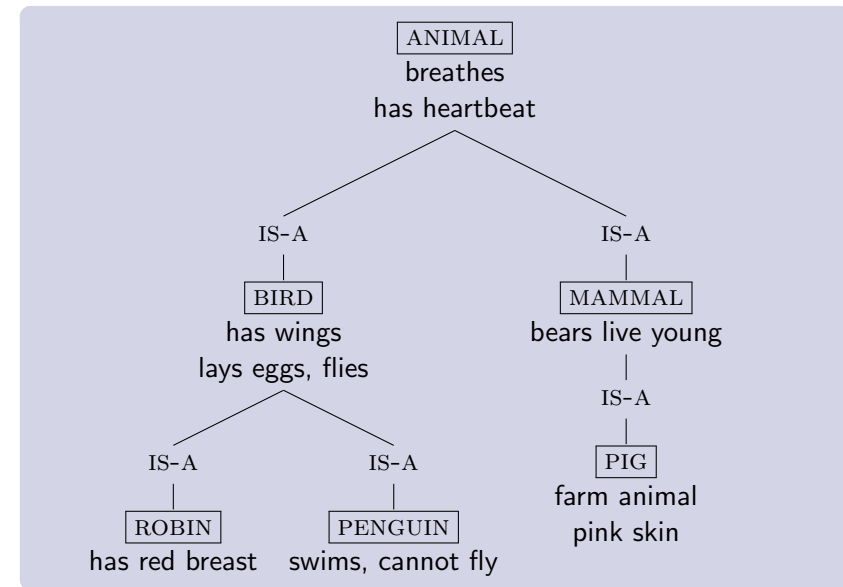 ANIMAL
breathes
has heartbeat
IS-A IS-A
BIRD MAMMAL
has wings bears live young
lays eggs, flies
IS-A
IS-A IS-A PIG
farm animal
ROBIN PENGUIN pink skin
has red breast swims, cannot fly